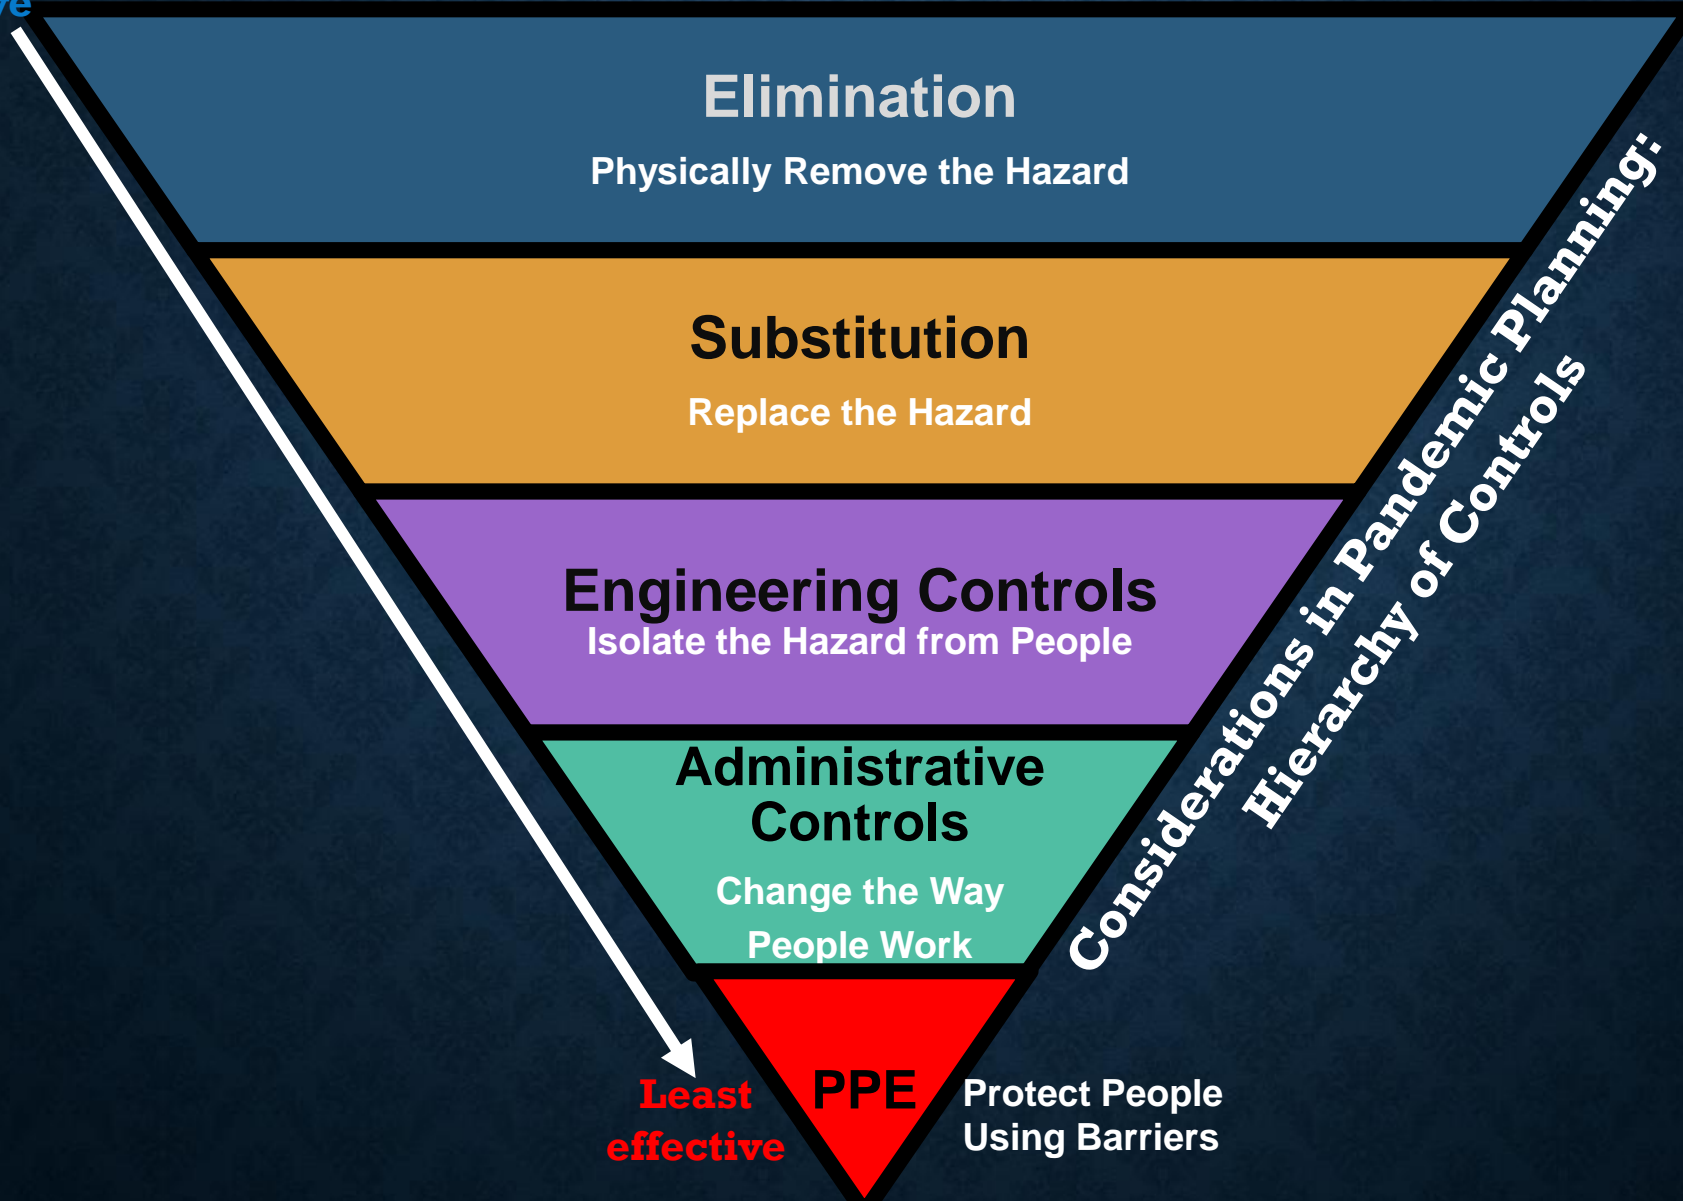 Elimination
Physically Remove the Hazard
Substitution
Replace the Hazard
Engineering Controls
Isolate the Hazard from People
Administrative
Controls
Change the Way
People Work
PPE
Protect People
Using Barriers
Least
effective
Considerations in Pandemic Planning:
Hierarchy of Controls